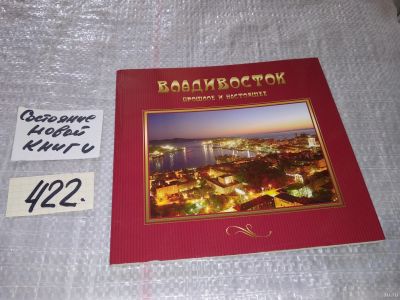 ВЛАДИВОСТОК
ПРОШЛОЕ И НАСТОЯЩЕЕ
Состояние
новой
книги
422.